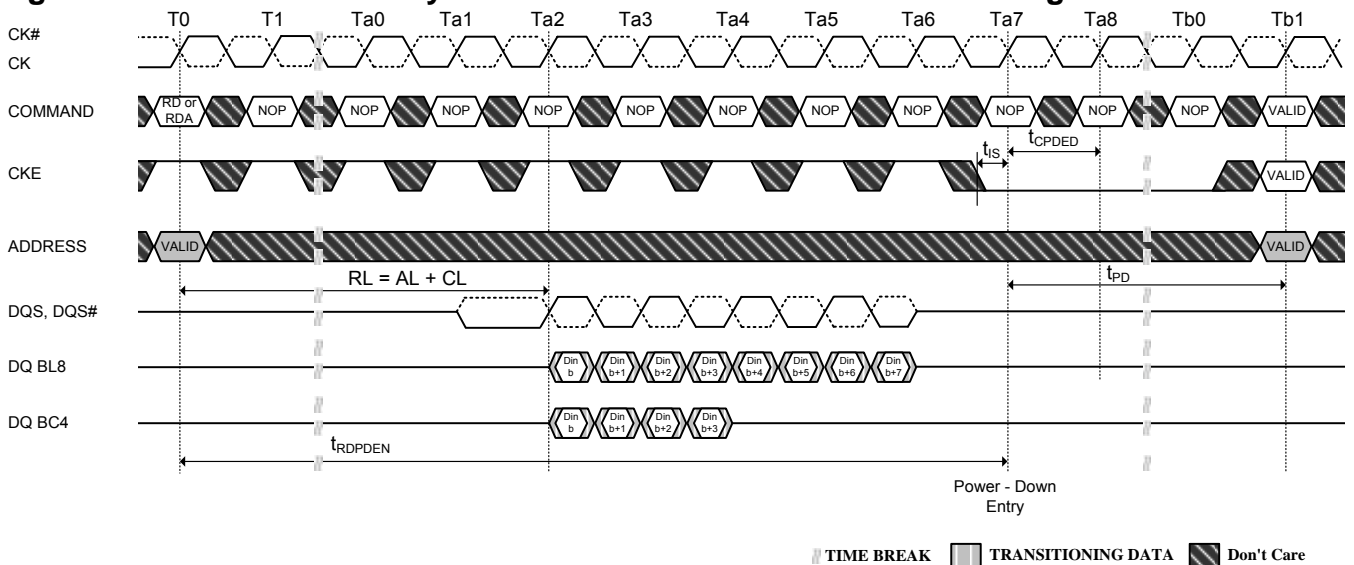 T0 T1 Ta0 Ta1 Ta2 Ta3 Ta4 Ta5 Ta6 Ta7 Ta8 Tb0 Tb1
CK#
CK
COMMAND
RD or
RDA
NOP NOP NOP NOP NOP NOP NOP NOP NOP NOP NOP VALID
tIS
tCPDED
CKE
VALID
ADDRESS
VALID
VALID
RL = AL + CL
tPD
DQS, DQS#
DQ BL8
Din Din Din Din Din Din Din Din
b b+1 b+2 b+3 b+4 b+5 b+6 b+7
DQ BC4
Din Din Din Din
b b+1 b+2 b+3
tRDPDEN
Power - Down
Entry
TIME BREAK TRANSITIONING DATA Don't Care